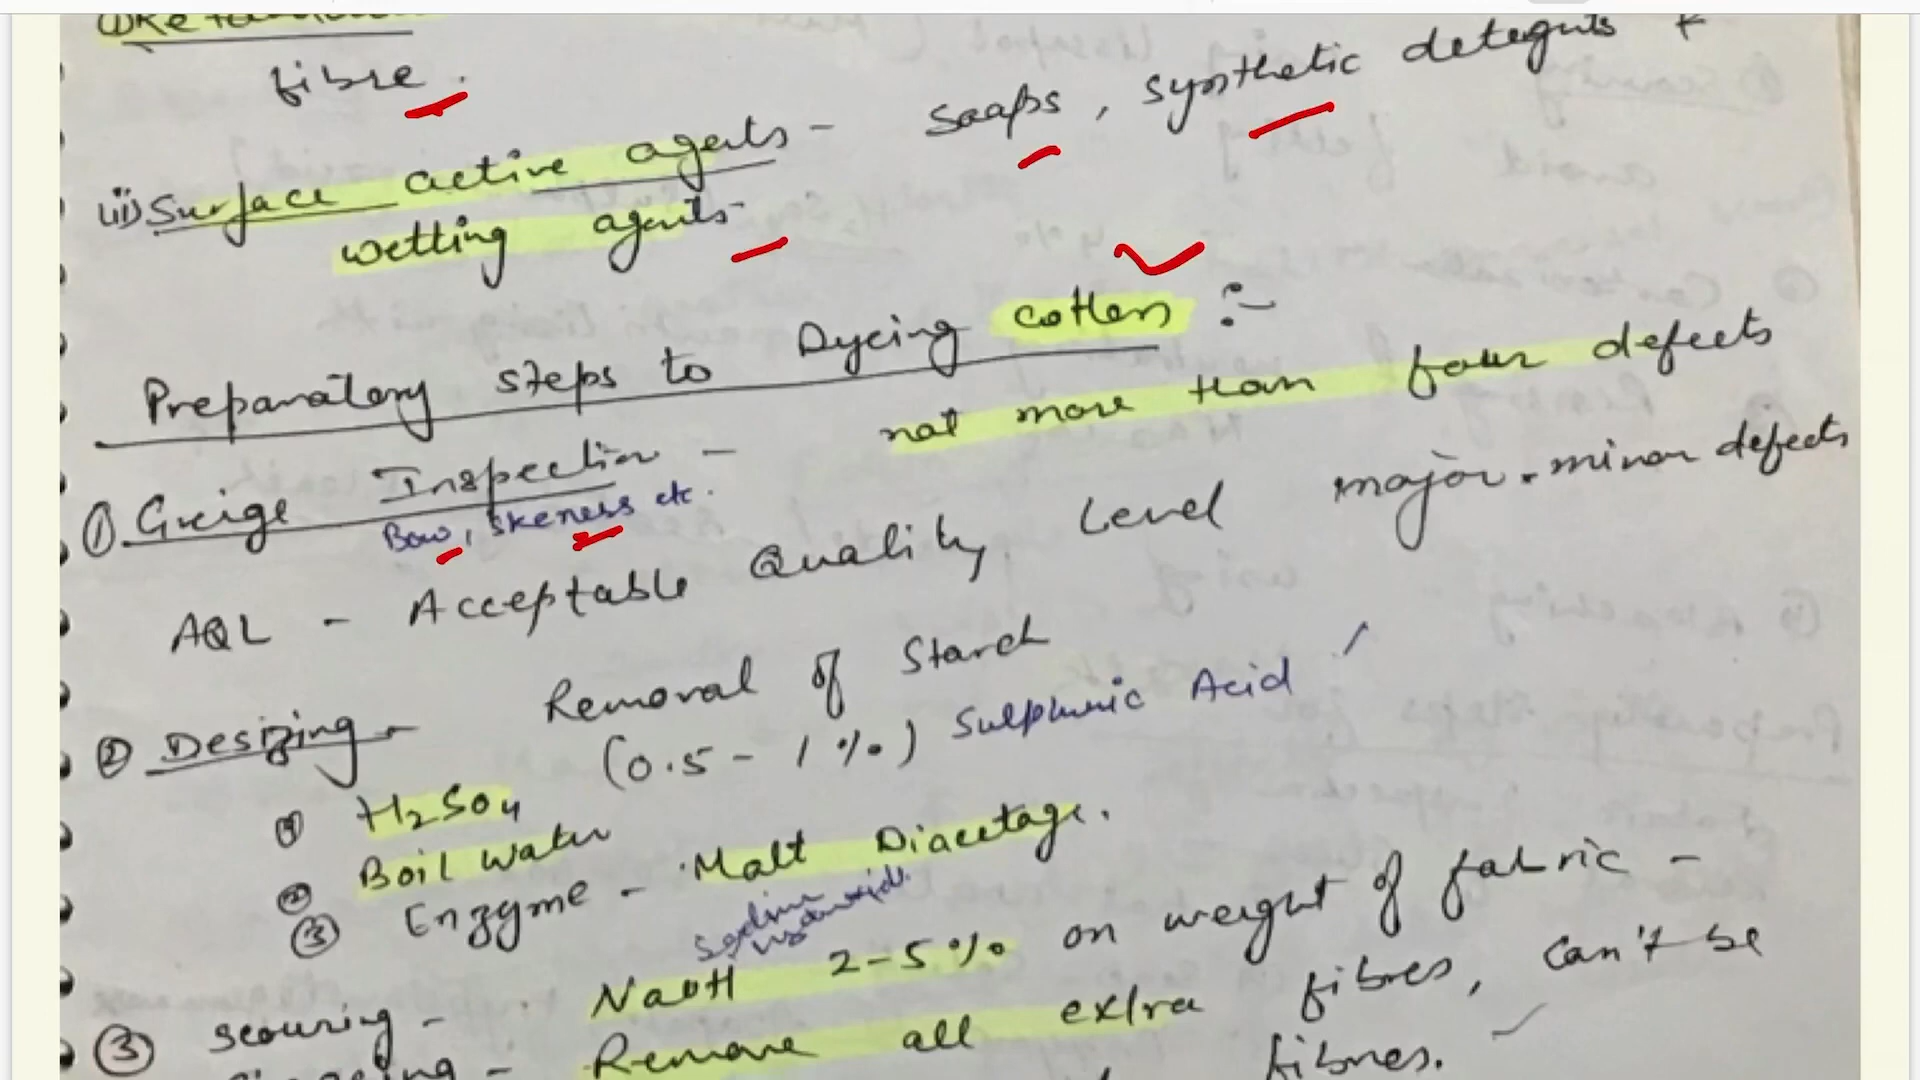 fibre.
iii) Surface active agents - Soaps, synthetic detergents &
wetting agents-
Preparatory steps to Dyeing cotton :-
① Greige Inspection - not more than four defects
Bow, skeness etc.
AQL - Acceptable Quality Level major. minor defects
② Desizing - Removal of Starch
(0.5 - 1 %) Sulphuric Acid
① H2SO4
② Boil water
③ Enzyme - Malt Diacetage.
Sodium hydroxide
③ scouring - NaOH 2-5% on weight of fabric -
Remove all extra fibres, can't be
fibres.